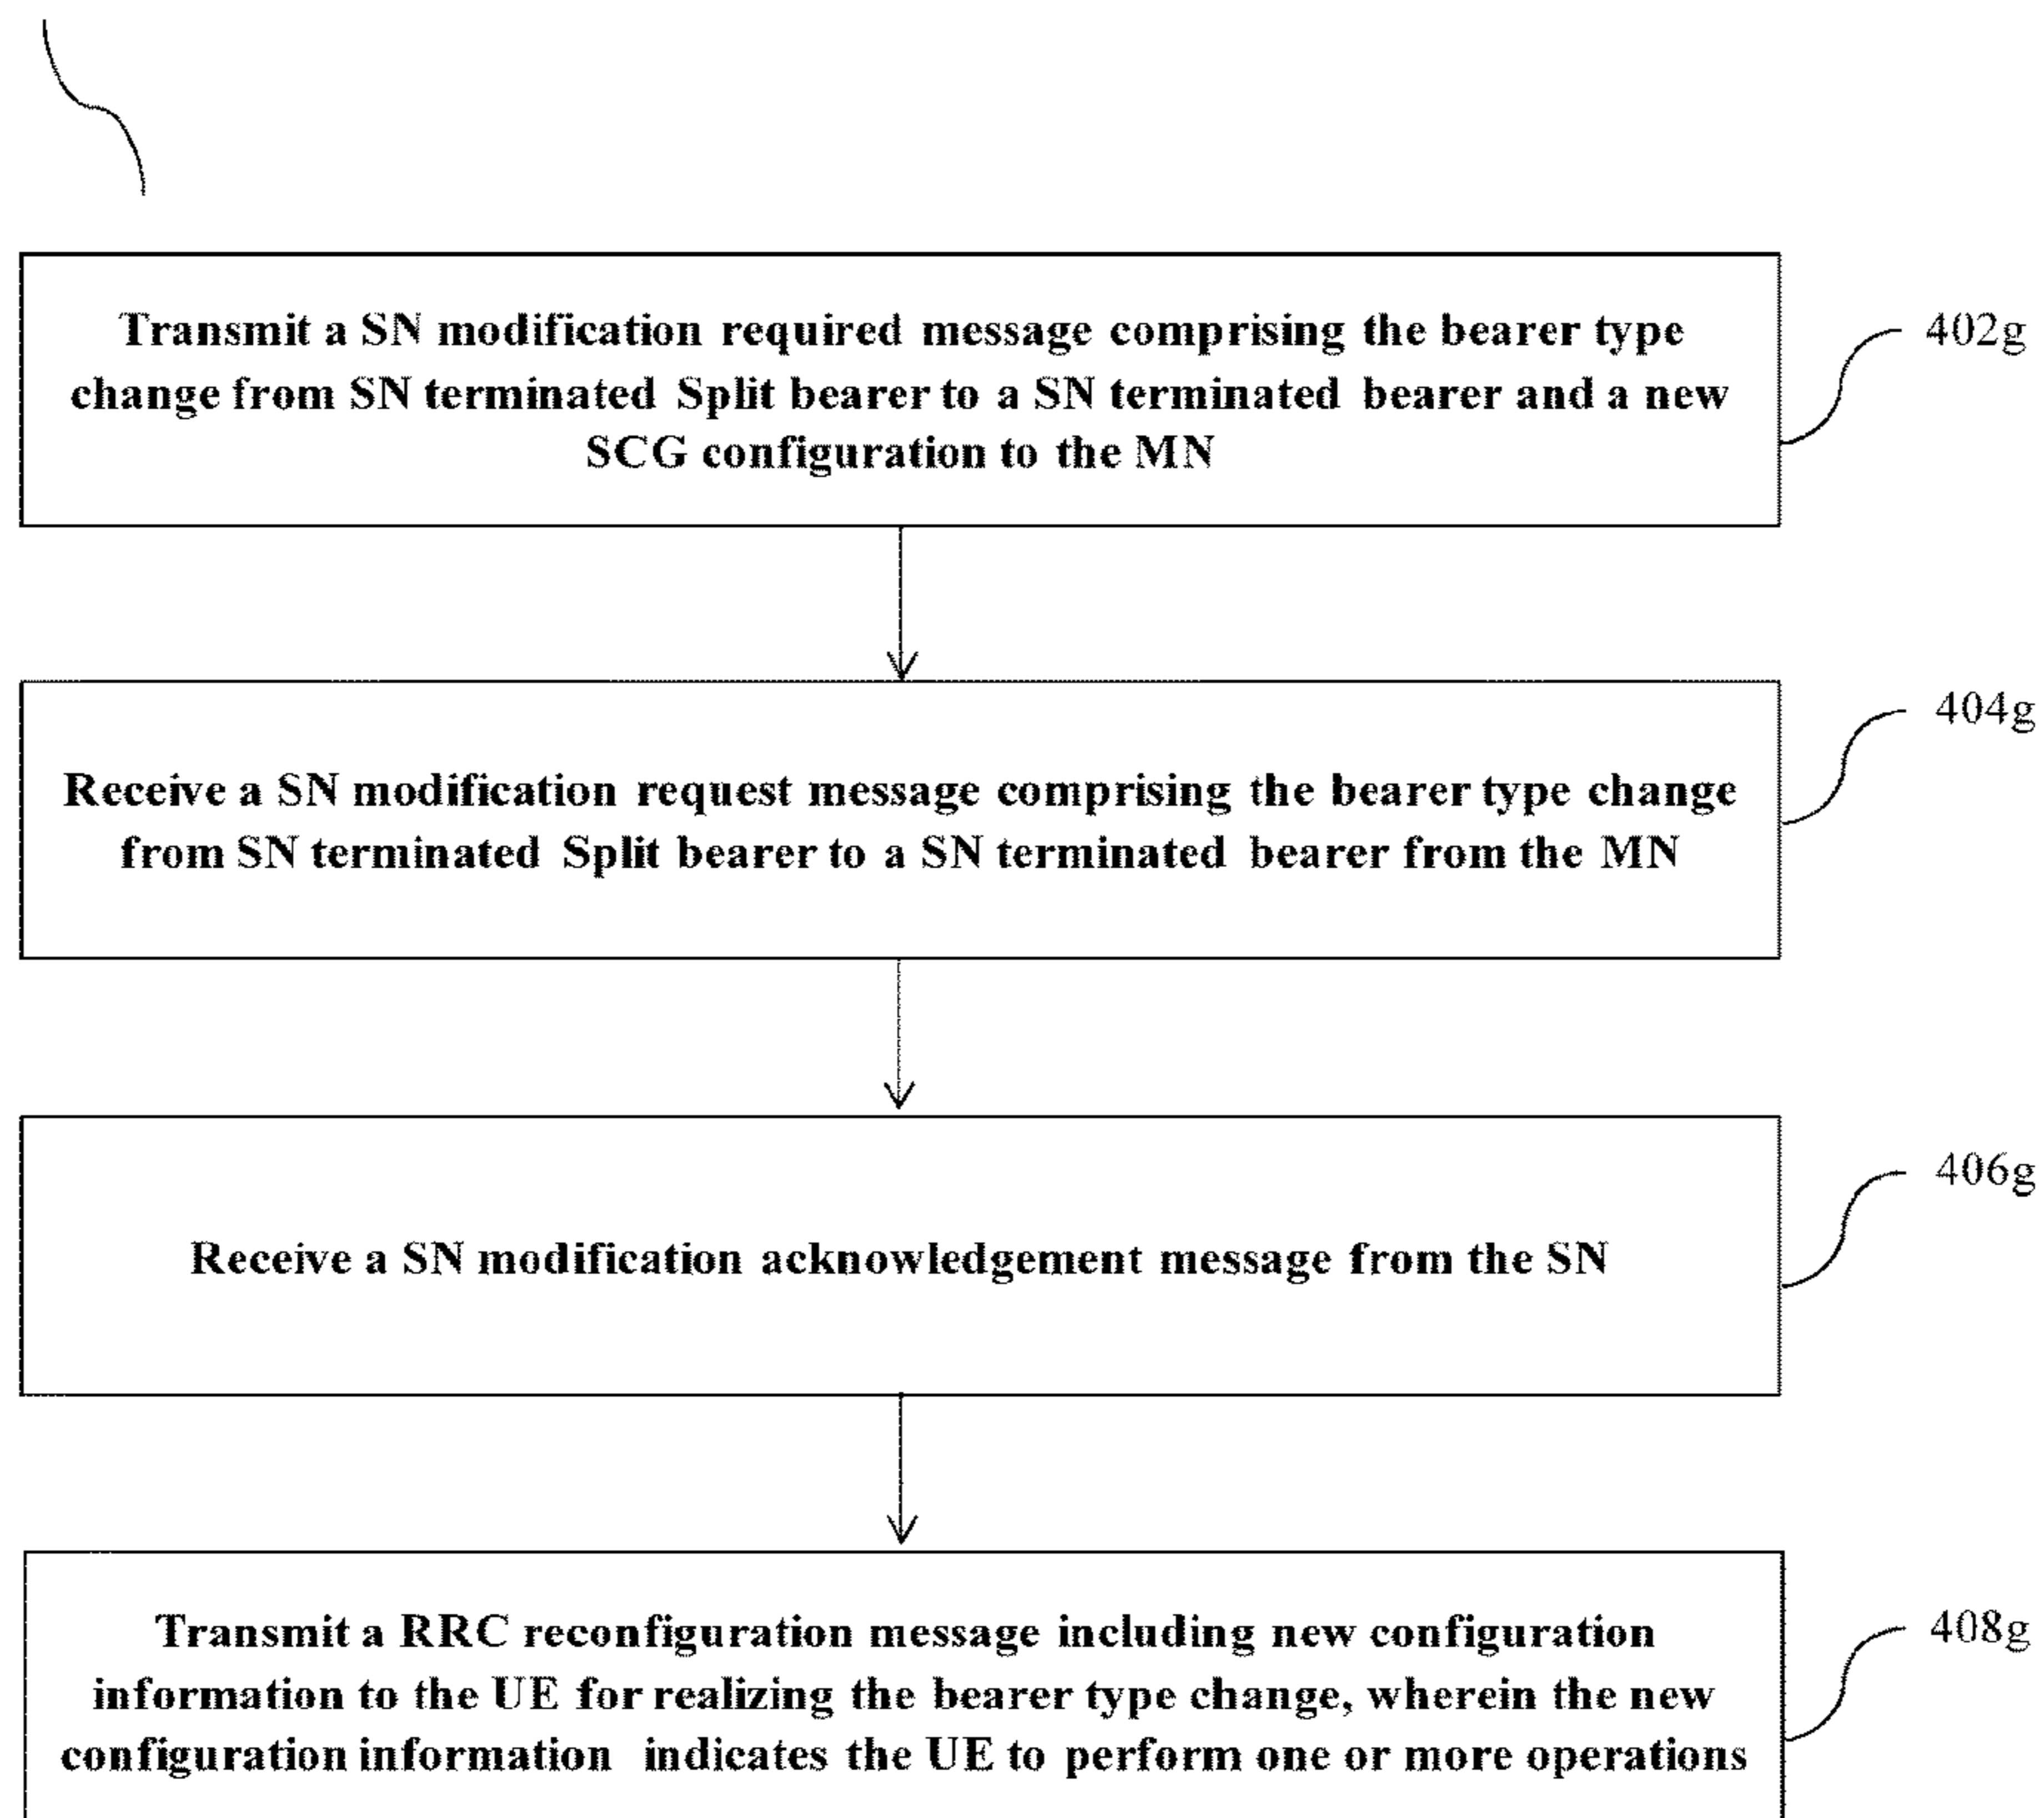 Transmit a SN modification required message comprising the bearer type
change from SN terminated Split bearer to a SN terminated bearer and a new
SCG configuration to the MN
402g
Receive a SN modification request message comprising the bearer type change
from SN terminated Split bearer to a SN terminated bearer from the MN
404g
Receive a SN modification acknowledgement message from the SN
406g
Transmit a RRC reconfiguration message including new configuration
information to the UE for realizing the bearer type change, wherein the new
configuration information indicates the UE to perform one or more operations
408g